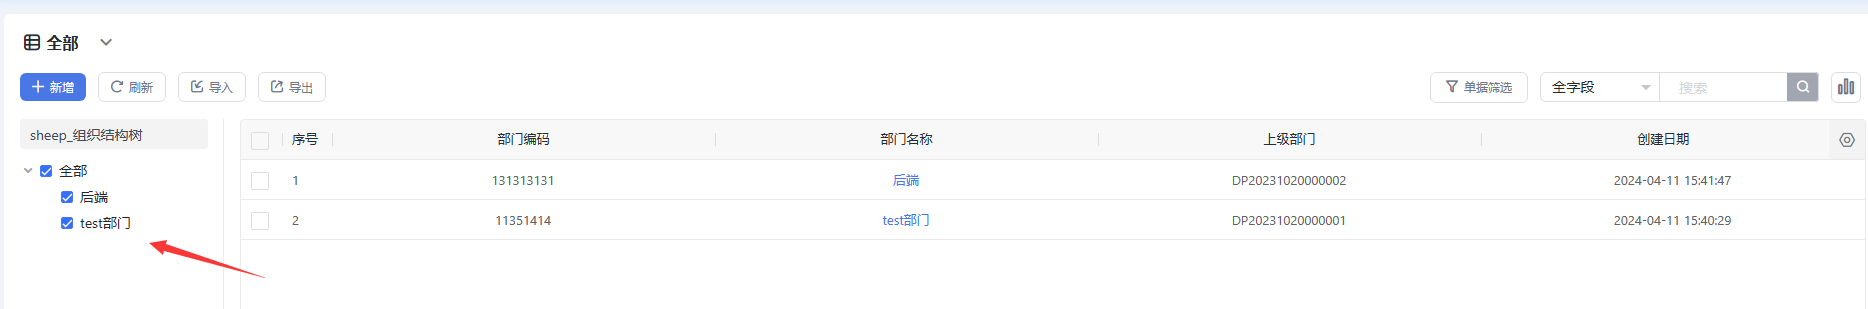 全部
新增 刷新 导入 导出 单据筛选 全字段 搜索
sheep_组织结构树
全部
后端
test部门
序号 部门编码 部门名称 上级部门 创建日期
1 131313131 后端 DP20231020000002 2024-04-11 15:41:47
2 11351414 test部门 DP20231020000001 2024-04-11 15:40:29